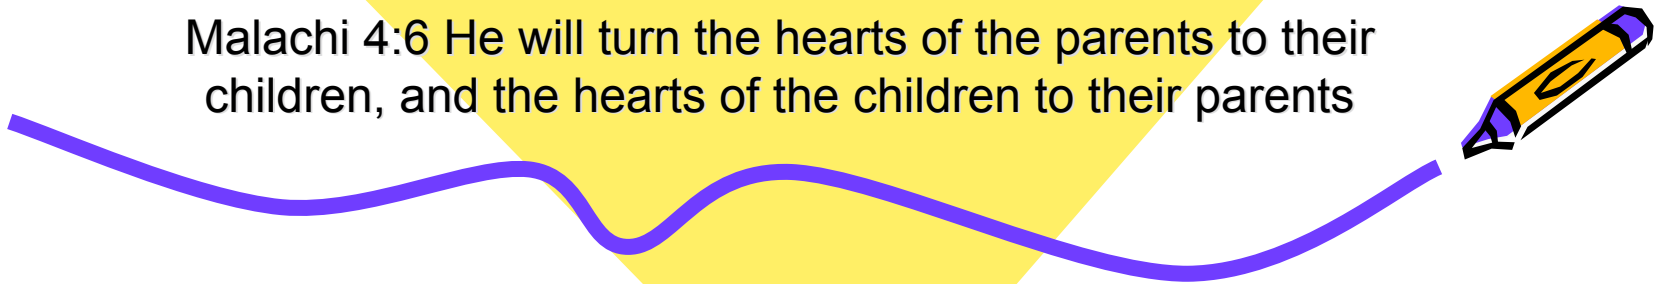 Malachi 4:6 He will turn the hearts of the parents to their
children, and the hearts of the children to their parents